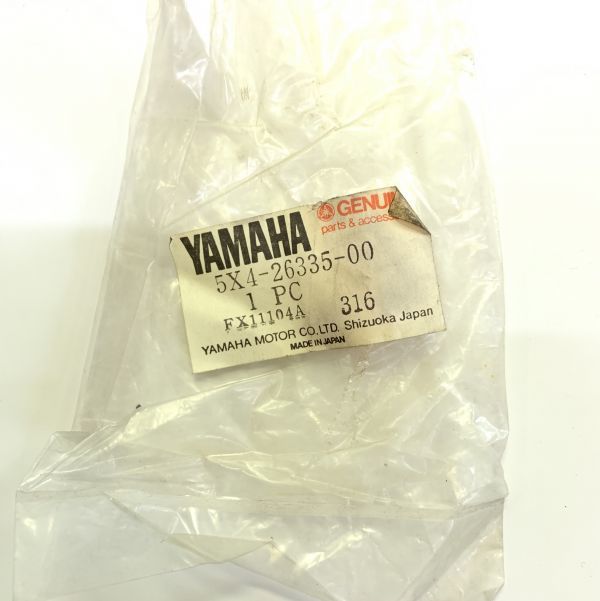 YAMAHA GENUI
parts & access
5X4-26335-00
1 PC
FX11104A 316
YAMAHA MOTOR CO.,LTD. Shizuoka Japan
MADE IN JAPAN